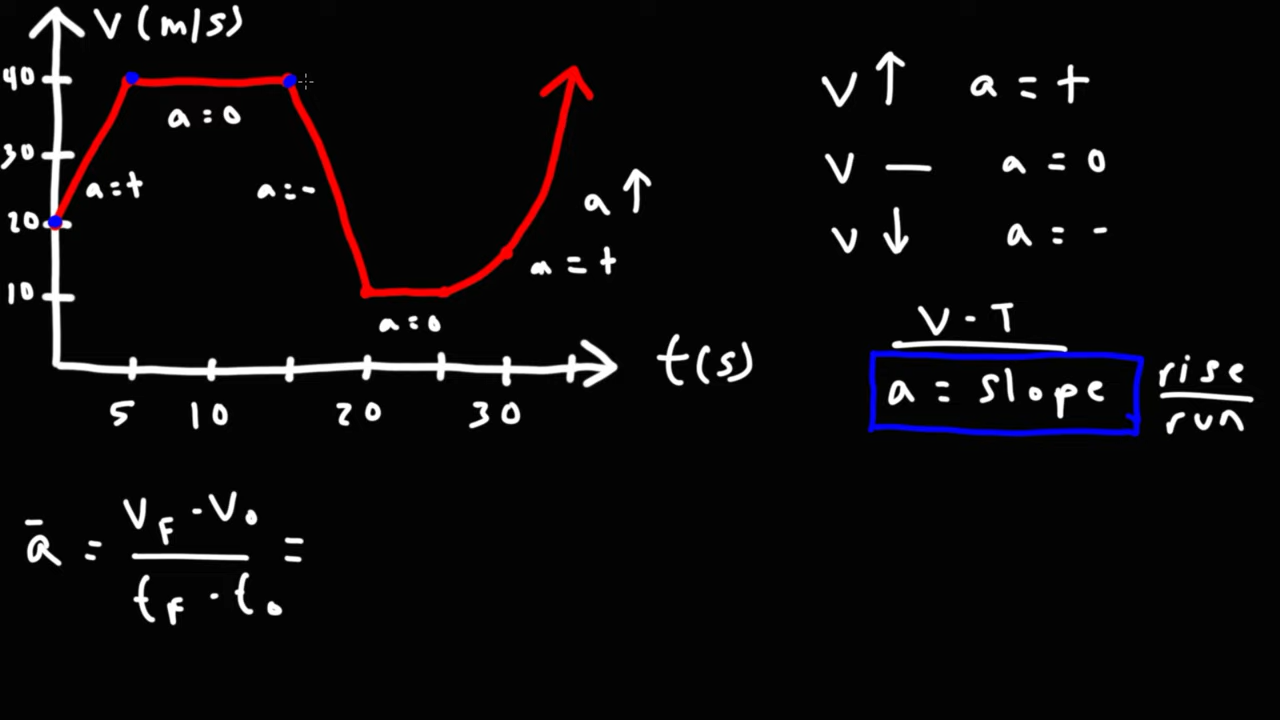 V (m/s)
40
30
20
10
a = +
a = 0
a = -
a = 0
a = +
a ↑
5 10 20 30
t(s)
V ↑ a = +
V — a = 0
V ↓ a = -
V - T
a = slope
rise
run
ā = V_F - V_0 / t_F - t_0 =